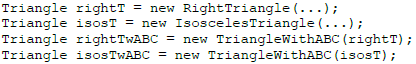 Triangle rightT = new RightTriangle(...);
Triangle isosT = new IsoscelesTriangle(...);
Triangle rightTwABC = new TriangleWithABC(rightT);
Triangle isosTwABC = new TriangleWithABC(isosT);